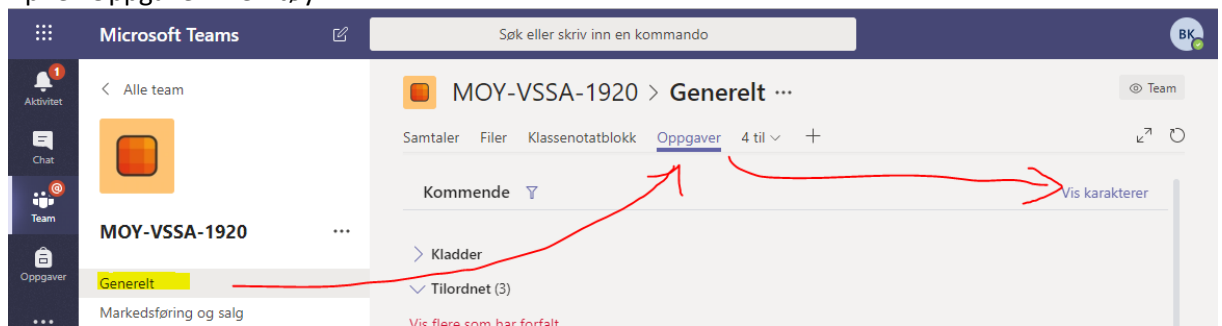 Microsoft Teams
Søk eller skriv inn en kommando
BK
1
Aktivitet
Chat
@
Team
Oppgaver
Alle team
MOY-VSSA-1920
Generelt
Markedsføring og salg
MOY-VSSA-1920 > Generelt ...
Team
Samtaler Filer Klassenotatblokk Oppgaver 4 til +
Kommende
Vis karakterer
Kladder
Tilordnet (3)
Vis flere som har forfalt